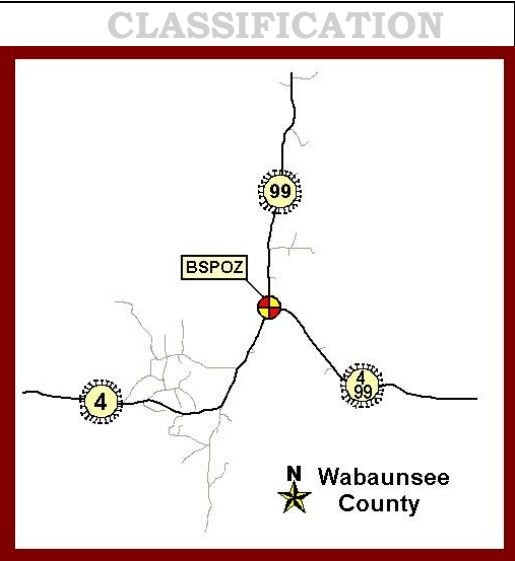 CLASSIFICATION
99
BSPOZ
4
99
4
N
Wabaunsee
County